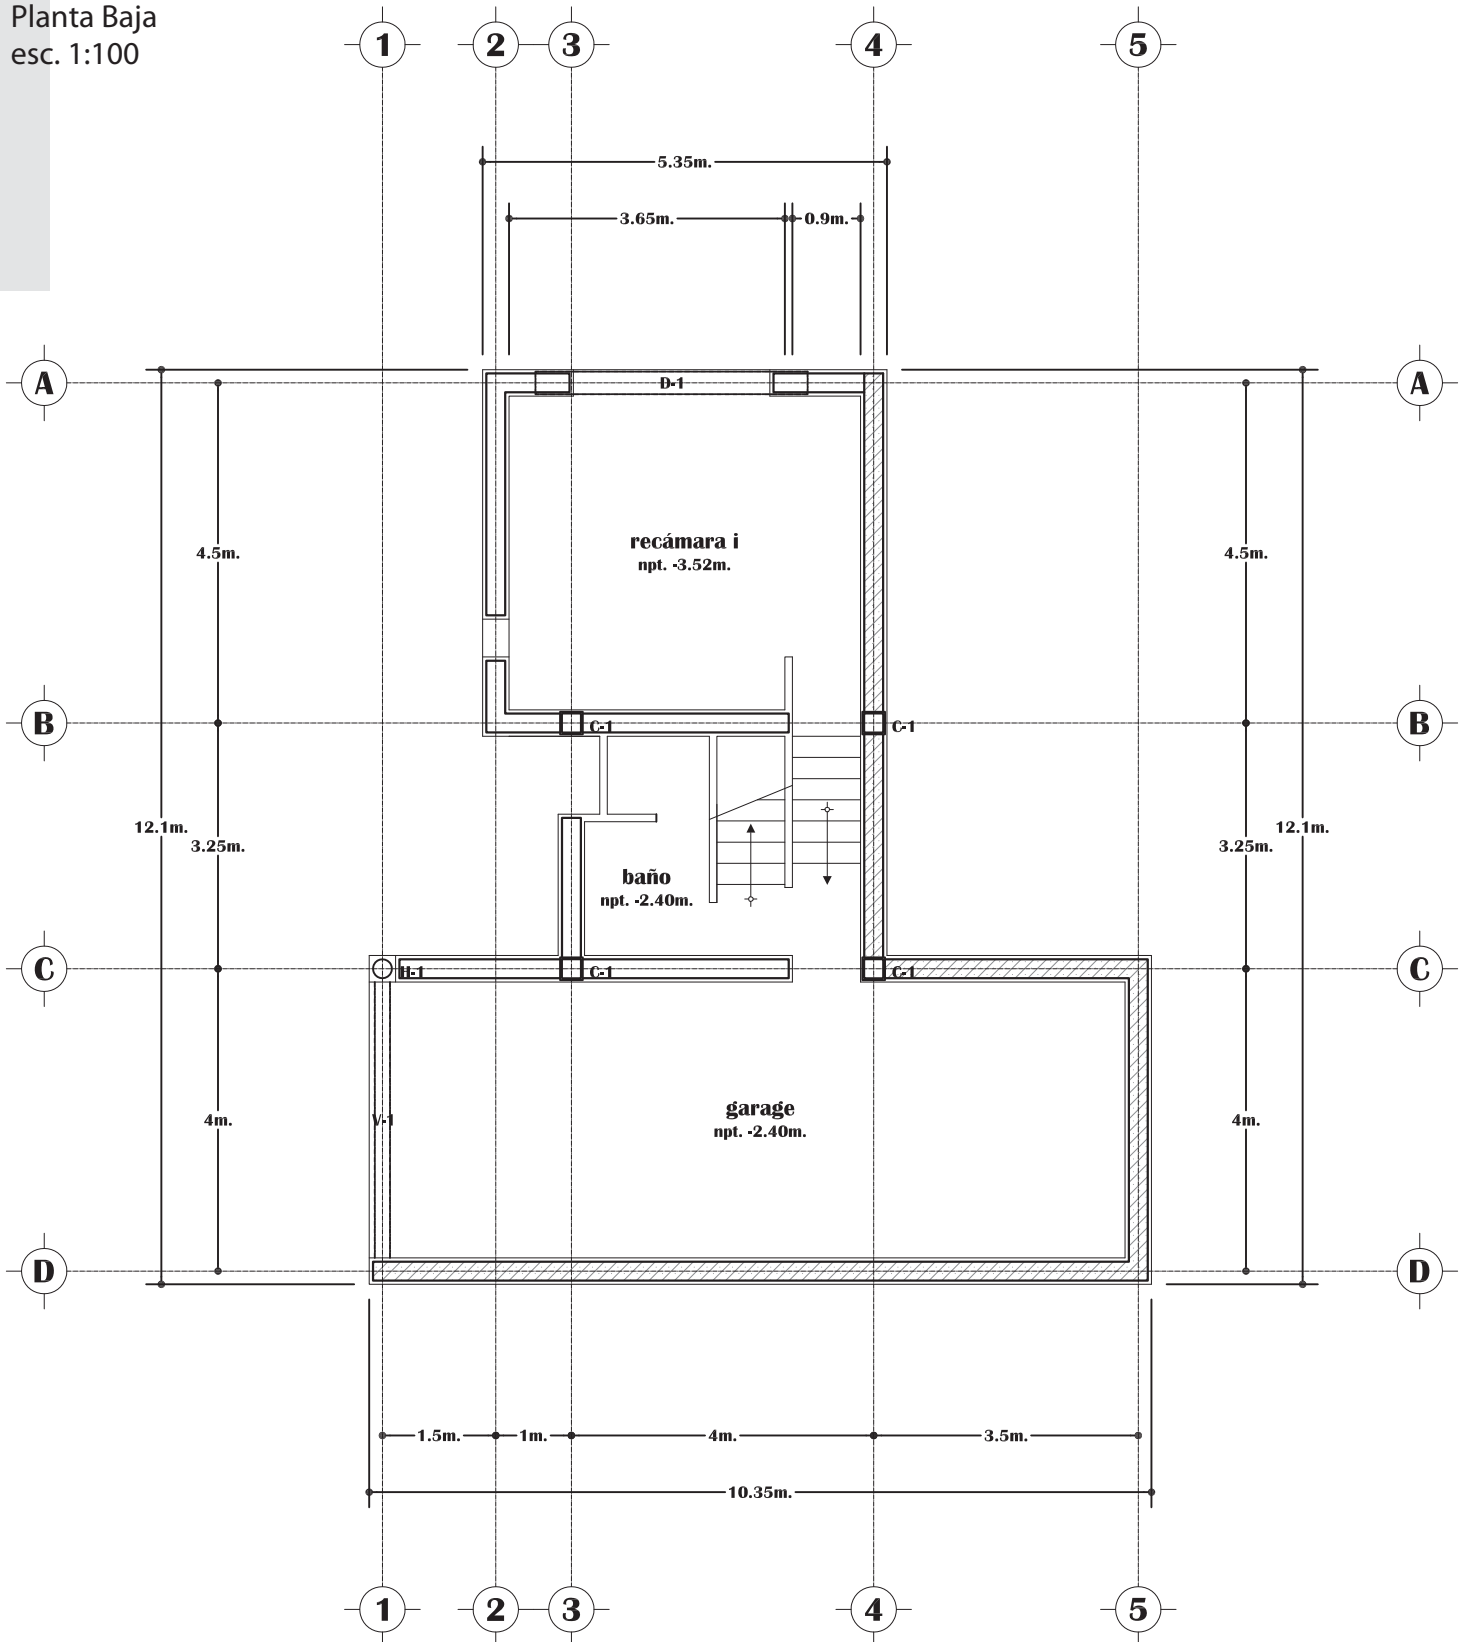 Planta Baja
esc. 1:100
1 2 3 4 5
5.35m.
3.65m. 0.9m.
A D-1 A
recámara i
npt. -3.52m.
4.5m. 4.5m.
B C-1 C-1 B
12.1m. 12.1m.
3.25m. 3.25m.
baño
npt. -2.40m.
C H-1 C-1 C-1 C
garage
npt. -2.40m.
4m. V-1 4m.
D D
1.5m. 1m. 4m. 3.5m.
10.35m.
1 2 3 4 5